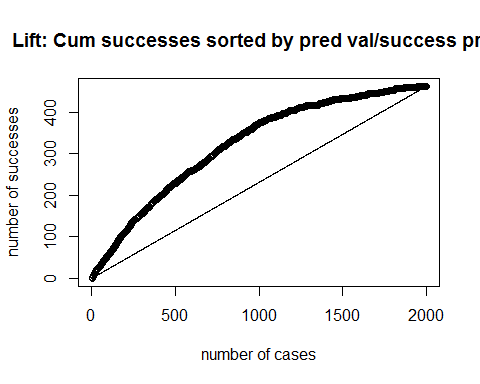 Lift: Cum successes sorted by pred val/success pr
number of successes
400
300
200
100
0
0 500 1000 1500 2000
number of cases